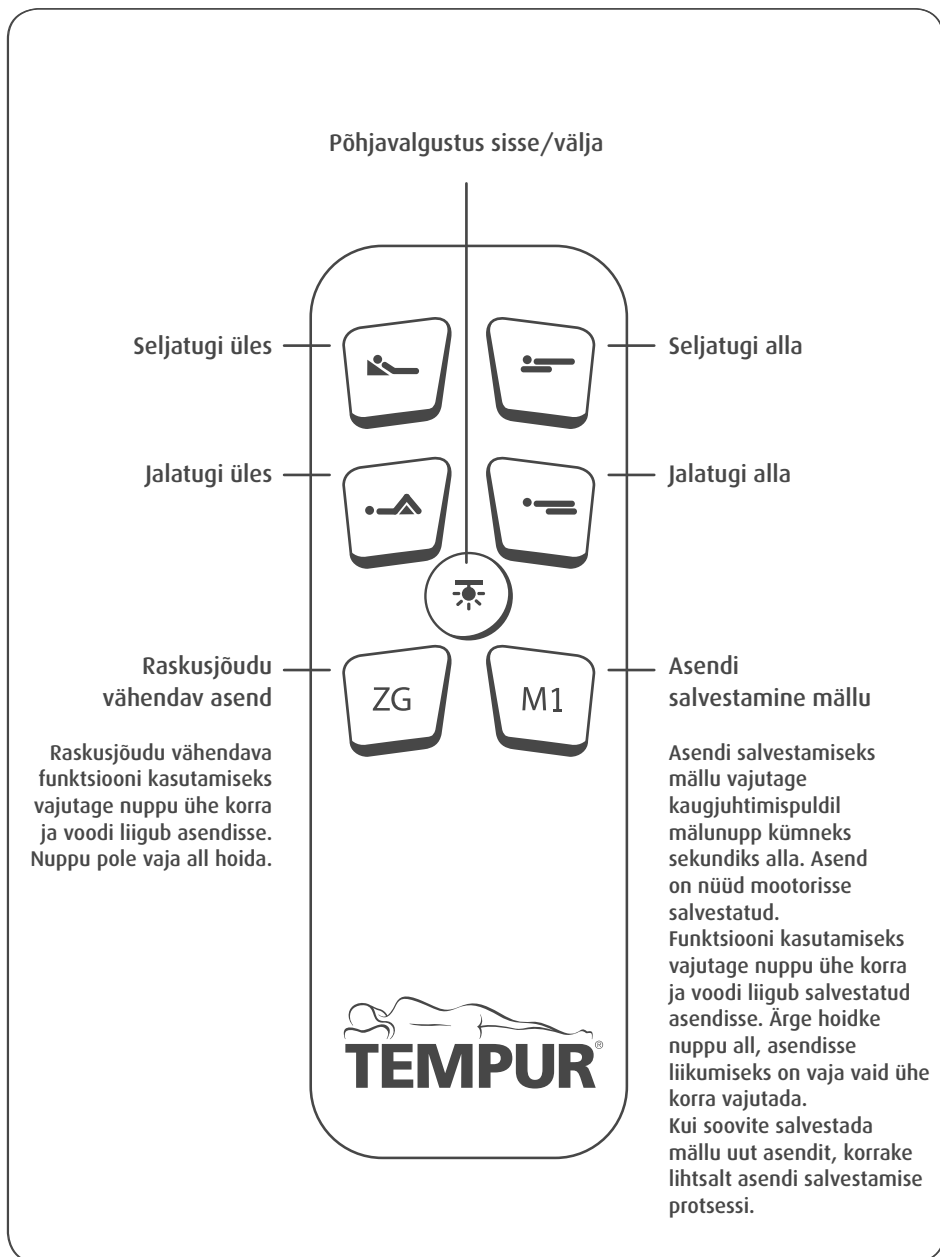 Põhjavalgustus sisse/välja
Seljatugi üles
Seljatugi alla
Jalatugi üles
Jalatugi alla
Raskusjõudu
vähendav asend
ZG
M1
Asendi
salvestamine mällu
Raskusjõudu vähendava
funktsiooni kasutamiseks
vajutage nuppu ühe korra
ja voodi liigub asendisse.
Nuppu pole vaja all hoida.
Asendi salvestamiseks
mällu vajutage
kaugjuhtimispuldil
mälunupp kümneks
sekundiks alla. Asend
on nüüd mootorisse
salvestatud.
Funktsiooni kasutamiseks
vajutage nuppu ühe korra
ja voodi liigub salvestatud
asendisse. Ärge hoidke
nuppu all, asendisse
liikumiseks on vaja vaid ühe
korra vajutada.
Kui soovite salvestada
mällu uut asendit, korrake
lihtsalt asendi salvestamise
protsessi.
TEMPUR®